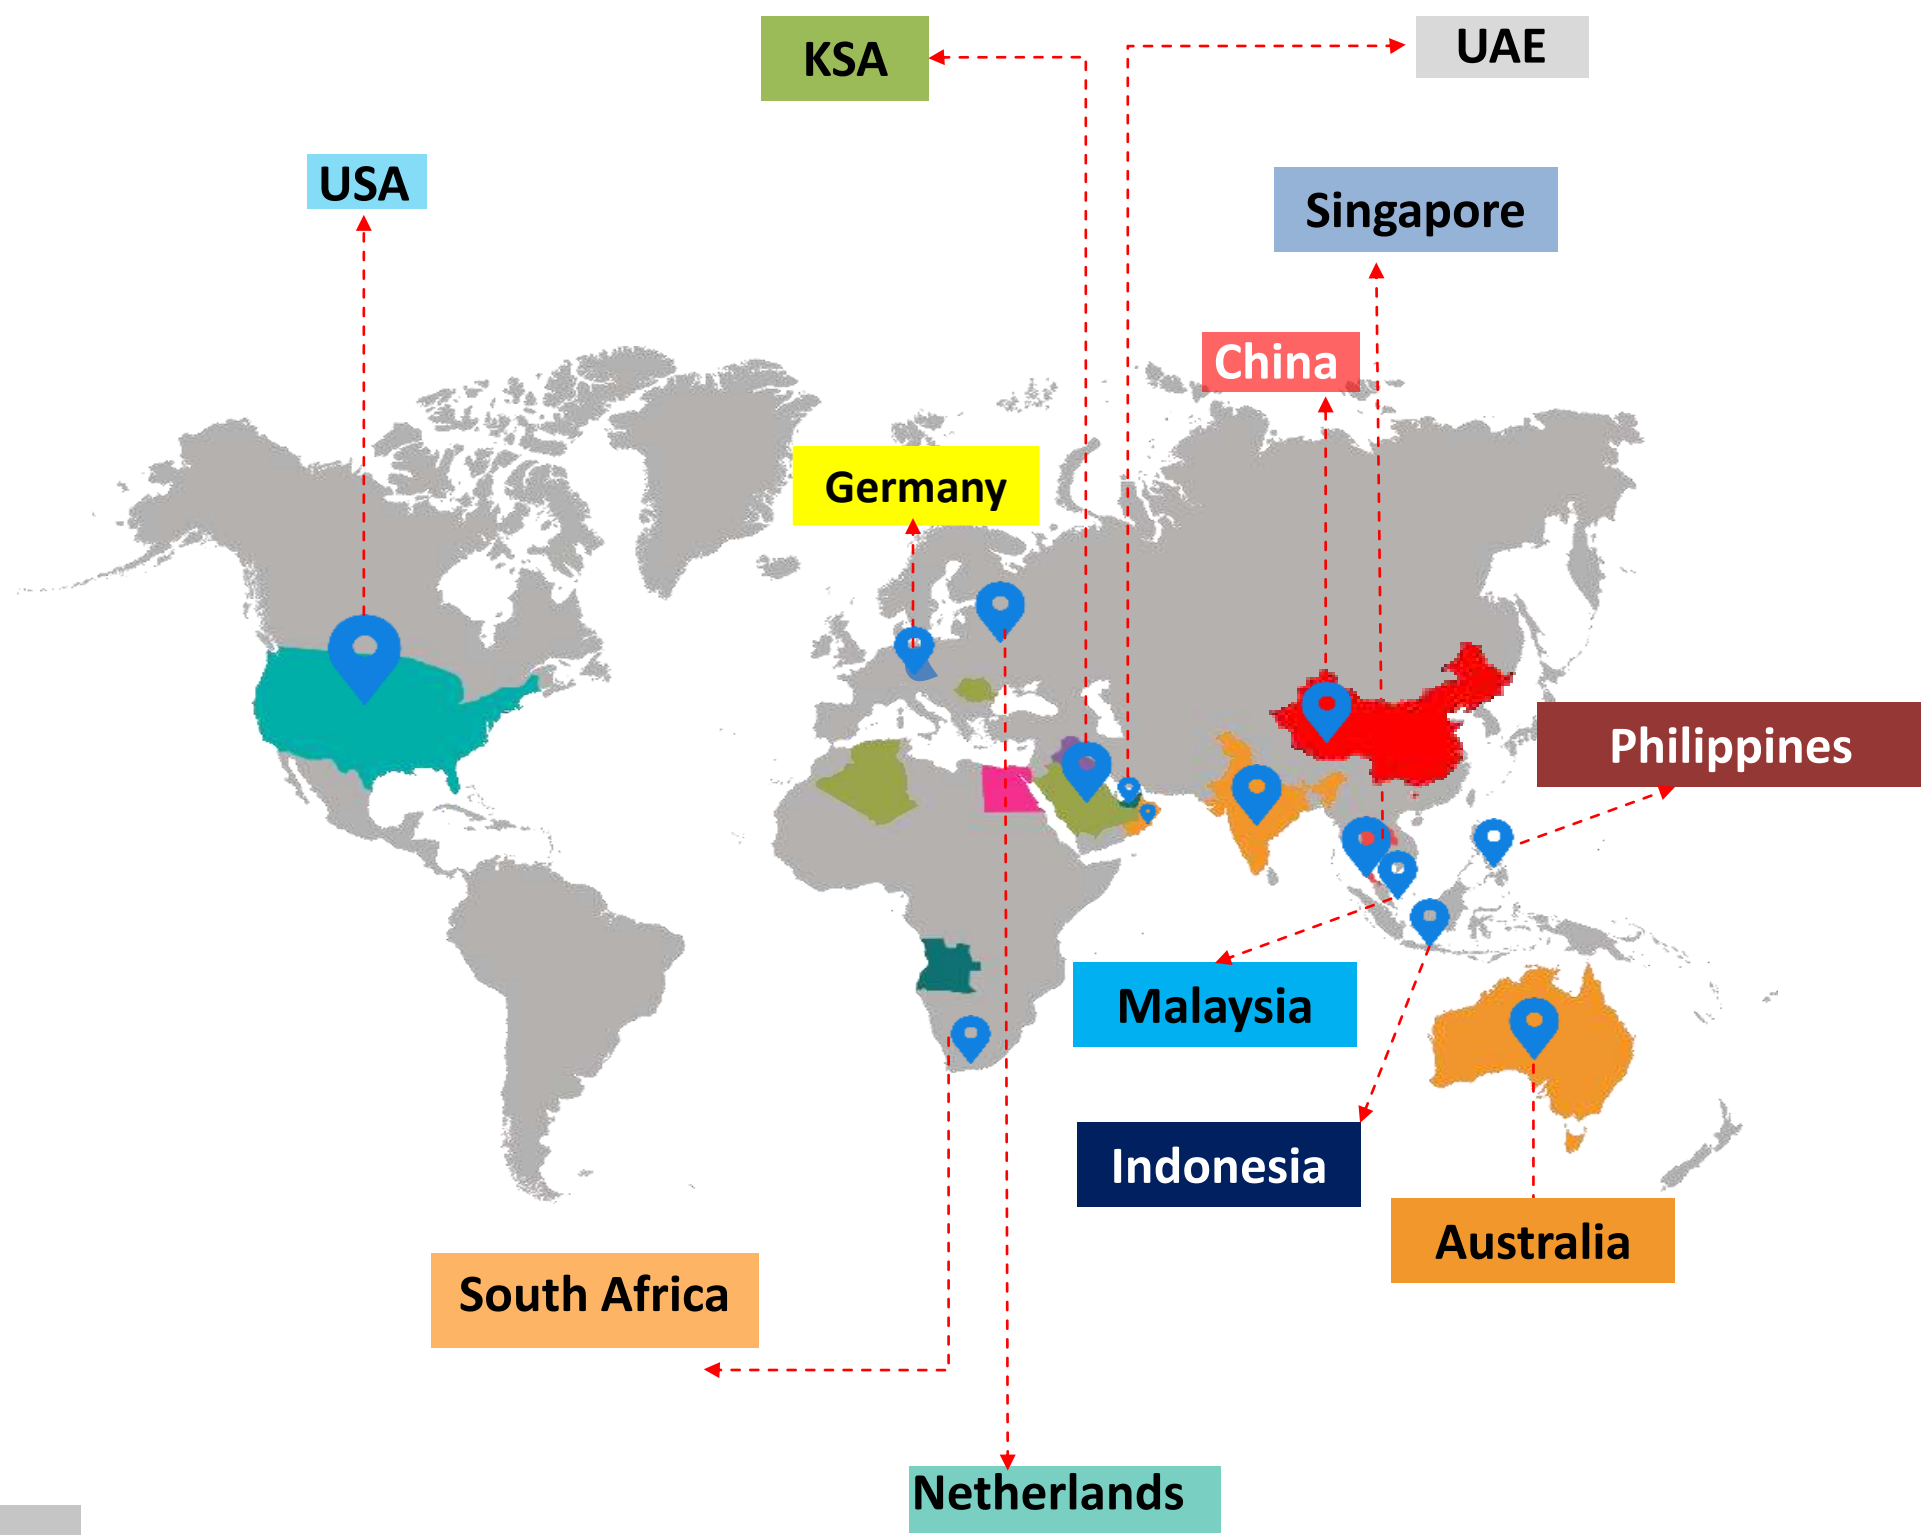 KSA
UAE
USA
Singapore
China
Germany
Philippines
Malaysia
Indonesia
Australia
South Africa
Netherlands